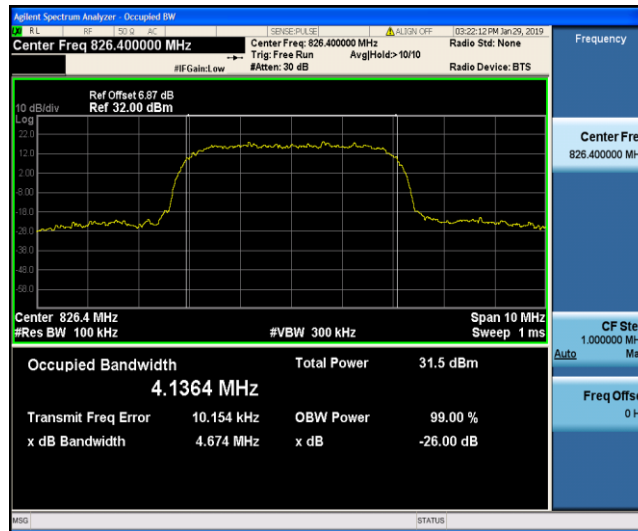 Agilent Spectrum Analyzer - Occupied BW
RL RF 50 Ω AC SENSE:PULSE ALIGN OFF 03:22:12 PM Jan 29, 2019
Center Freq 826.400000 MHz
Center Freq: 826.400000 MHz
Radio Std: None
Trig: Free Run Avg|Hold:> 10/10
#IFGain:Low
#Atten: 30 dB
Radio Device: BTS
Ref Offset 6.87 dB
10 dB/div Ref 32.00 dBm
Log
22.0
12.0
2.00
-8.00
-18.0
-28.0
-38.0
-48.0
-58.0
Center 826.4 MHz Span 10 MHz
#Res BW 100 kHz #VBW 300 kHz Sweep 1 ms
Occupied Bandwidth Total Power 31.5 dBm
4.1364 MHz
Transmit Freq Error 10.154 kHz OBW Power 99.00 %
x dB Bandwidth 4.674 MHz x dB -26.00 dB
MSG STATUS
Frequency
Center Fre
826.400000 MH
CF Ste
1.000000 MH
Auto Ma
Freq Offse
0 H